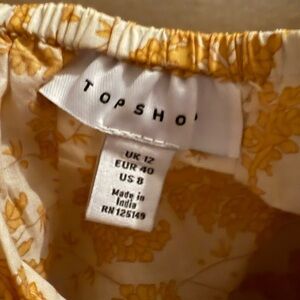 TOPSHO
UK 12
EUR 40
US 8
Made in
India
RN 125149